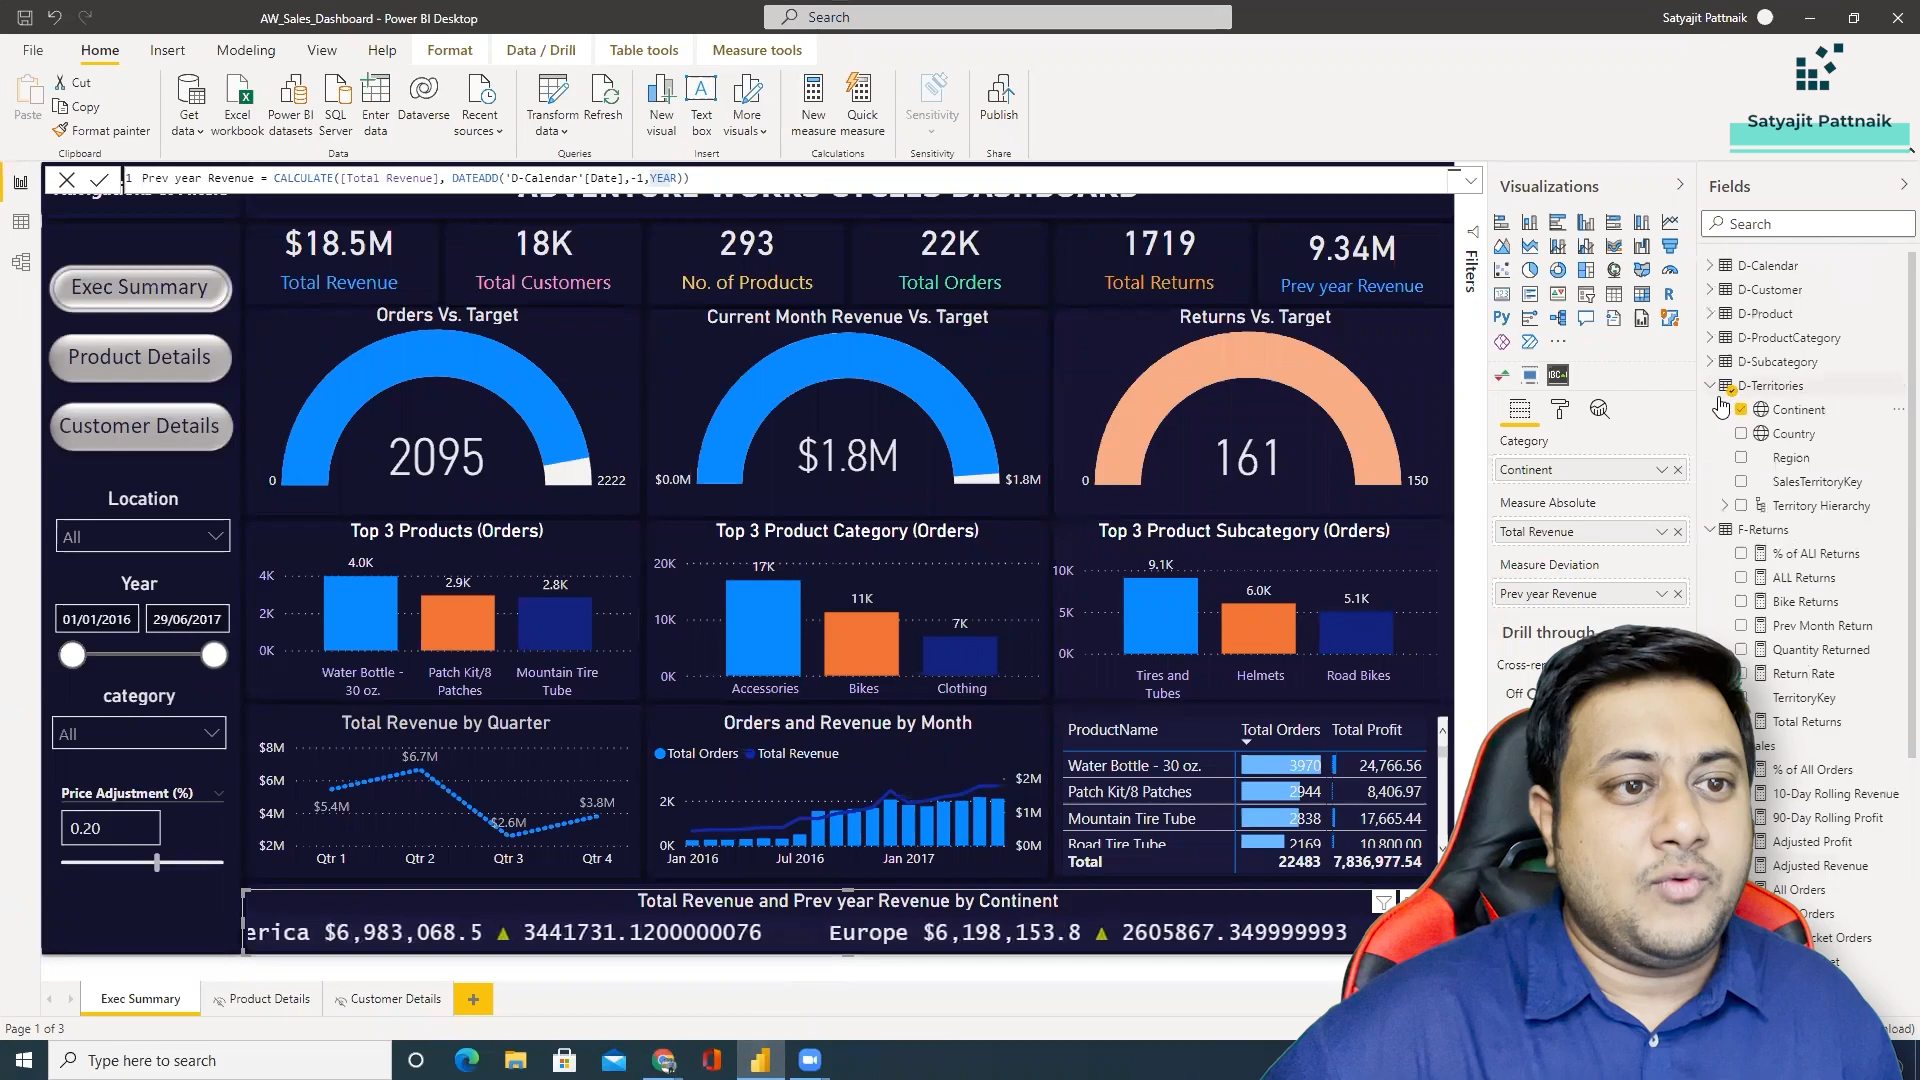 AW_Sales_Dashboard - Power BI Desktop
Search
Satyajit Pattnaik
File Home Insert Modeling View Help Format Data / Drill Table tools Measure tools
Paste
Cut
Copy
Format painter
Get data
Excel workbook
Power BI datasets
SQL Server
Enter data
Dataverse
Recent sources
Transform data
Refresh
New visual
Text box
More visuals
New measure
Quick measure
Sensitivity
Publish
Clipboard Data Queries Insert Calculations Sensitivity Share
Satyajit Pattnaik
1 Prev year Revenue = CALCULATE([Total Revenue], DATEADD('D-Calendar'[Date],-1,YEAR))
ADVENTURE WORKS CYCLES DASHBOARD
Exec Summary
Product Details
Customer Details
Location
All
Year
01/01/2016 29/06/2017
category
All
Price Adjustment (%)
0.20
$18.5M
Total Revenue
18K
Total Customers
293
No. of Products
22K
Total Orders
1719
Total Returns
9.34M
Prev year Revenue
Orders Vs. Target
2095
0 2222
Current Month Revenue Vs. Target
$1.8M
$0.0M $1.8M
Returns Vs. Target
161
0 150
Top 3 Products (Orders)
4K
2K
0K
4.0K 2.9K 2.8K
Water Bottle - 30 oz.
Patch Kit/8 Patches
Mountain Tire Tube
Top 3 Product Category (Orders)
20K
10K
0K
17K 11K 7K
Accessories Bikes Clothing
Top 3 Product Subcategory (Orders)
10K
5K
0K
9.1K 6.0K 5.1K
Tires and Tubes
Helmets
Road Bikes
Total Revenue by Quarter
$8M
$6M
$4M
$2M
$5.4M $6.7M $2.6M $3.8M
Qtr 1 Qtr 2 Qtr 3 Qtr 4
Orders and Revenue by Month
Total Orders Total Revenue
2K
0K
$2M
$1M
$0M
Jan 2016 Jul 2016 Jan 2017
ProductName Total Orders Total Profit
Water Bottle - 30 oz. 3970 24,766.56
Patch Kit/8 Patches 2944 8,406.97
Mountain Tire Tube 2838 17,665.44
Road Tire Tube 2169 10,800.00
Total 22483 7,836,977.54
Total Revenue and Prev year Revenue by Continent
erica $6,983,068.5 ▲ 3441731.1200000076 Europe $6,198,153.8 ▲ 2605867.349999993
Filters
Visualizations
R
Py
Category
Continent
Measure Absolute
Total Revenue
Measure Deviation
Prev year Revenue
Drill through
Off
Fields
Search
D-Calendar
D-Customer
D-Product
D-ProductCategory
D-Subcategory
D-Territories
Continent
Country
Region
SalesTerritoryKey
Territory Hierarchy
F-Returns
% of All Returns
ALL Returns
Bike Returns
Prev Month Return
Quantity Returned
Return Rate
TerritoryKey
Total Returns
ales
% of All Orders
10-Day Rolling Revenue
90-Day Rolling Profit
Adjusted Profit
Adjusted Revenue
All Orders
Orders
Exec Summary Product Details Customer Details
Page 1 of 3
Type here to search